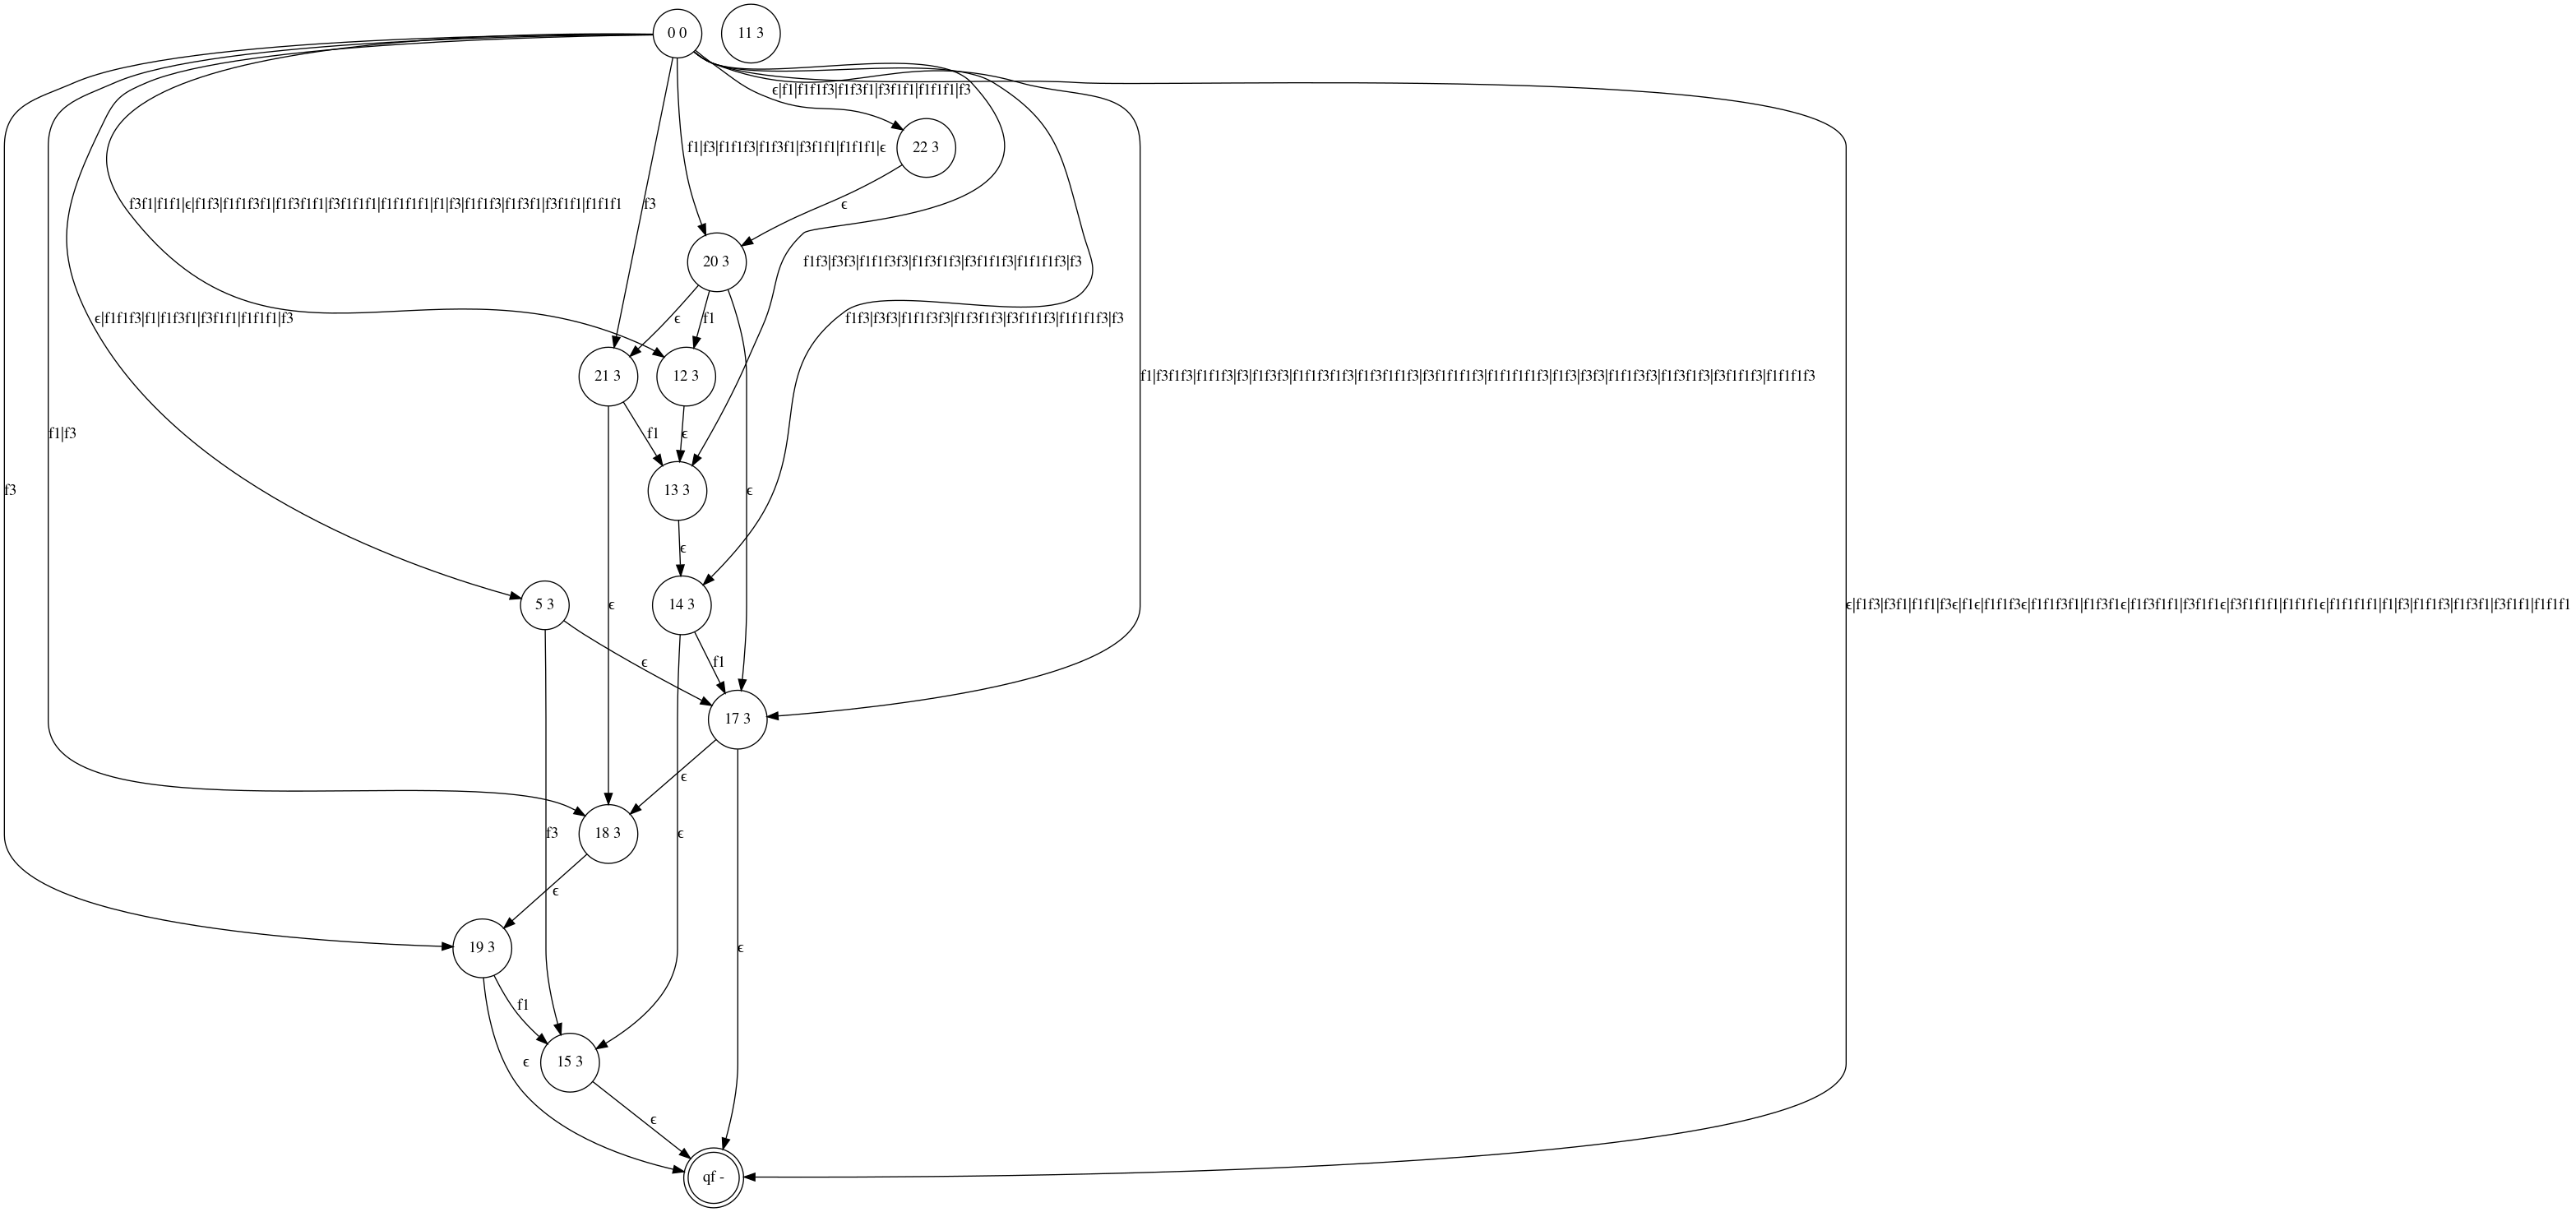 0 0
11 3
ϵ|f1|f1f1f3|f1f3f1|f3f1f1|f1f1f1|f3
22 3
f1|f3|f1f1f3|f1f3f1|f3f1f1|f1f1f1|ϵ
f3f1|f1f1|ϵ|f1f3|f1f1f3f1|f1f3f1f1|f3f1f1f1|f1f1f1f1|f1|f3|f1f1f3|f1f3f1|f3f1f1|f1f1f1
f3
ϵ
20 3
f1f3|f3f3|f1f1f3f3|f1f3f1f3|f3f1f1f3|f1f1f1f3|f3
ϵ|f1f1f3|f1|f1f3f1|f3f1f1|f1f1f1|f3
ϵ
f1
f1f3|f3f3|f1f1f3f3|f1f3f1f3|f3f1f1f3|f1f1f1f3|f3
21 3
12 3
f1|f3f1f3|f1f1f3|f3|f1f3f3|f1f1f3f1f3|f1f3f1f1f3|f3f1f1f1f3|f1f1f1f1f3|f1f3|f3f3|f1f1f3f3|f1f3f1f3|f3f1f1f3|f1f1f1f3
f1|f3
f1
ϵ
f3
13 3
ϵ
ϵ
5 3
ϵ
14 3
ϵ|f1f3|f3f1|f1f1|f3ϵ|f1ϵ|f1f1f3ϵ|f1f1f3f1|f1f3f1ϵ|f1f3f1f1|f3f1f1ϵ|f3f1f1f1|f1f1f1ϵ|f1f1f1f1|f1|f3|f1f1f3|f1f3f1|f3f1f1|f1f1f1
ϵ
f1
17 3
ϵ
f3
18 3
ϵ
ϵ
19 3
ϵ
f1
ϵ
15 3
ϵ
qf -